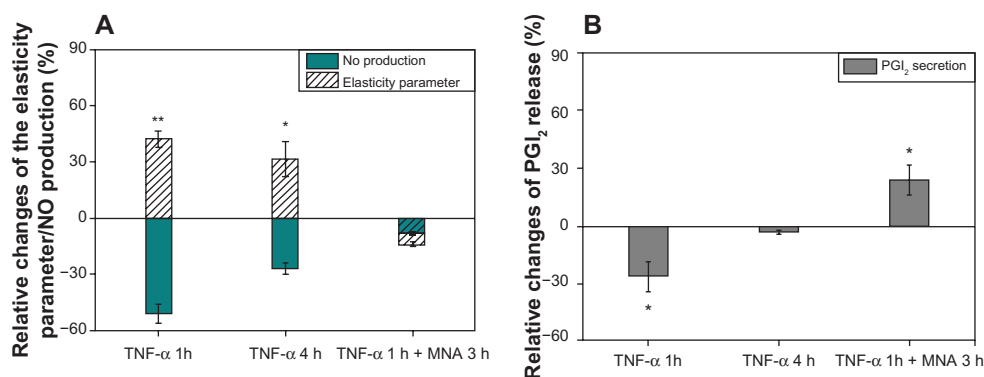 A
Relative changes of the elasticity
parameter/NO production (%)
90
60
30
0
−30
−60
No production
Elasticity parameter
**
*
TNF-α 1h
TNF-α 4 h
TNF-α 1 h + MNA 3 h
B
Relative changes of PGI₂ release (%)
90
60
30
0
−30
−60
PGI₂ secretion
*
*
TNF-α 1h
TNF-α 4 h
TNF-α 1h + MNA 3 h